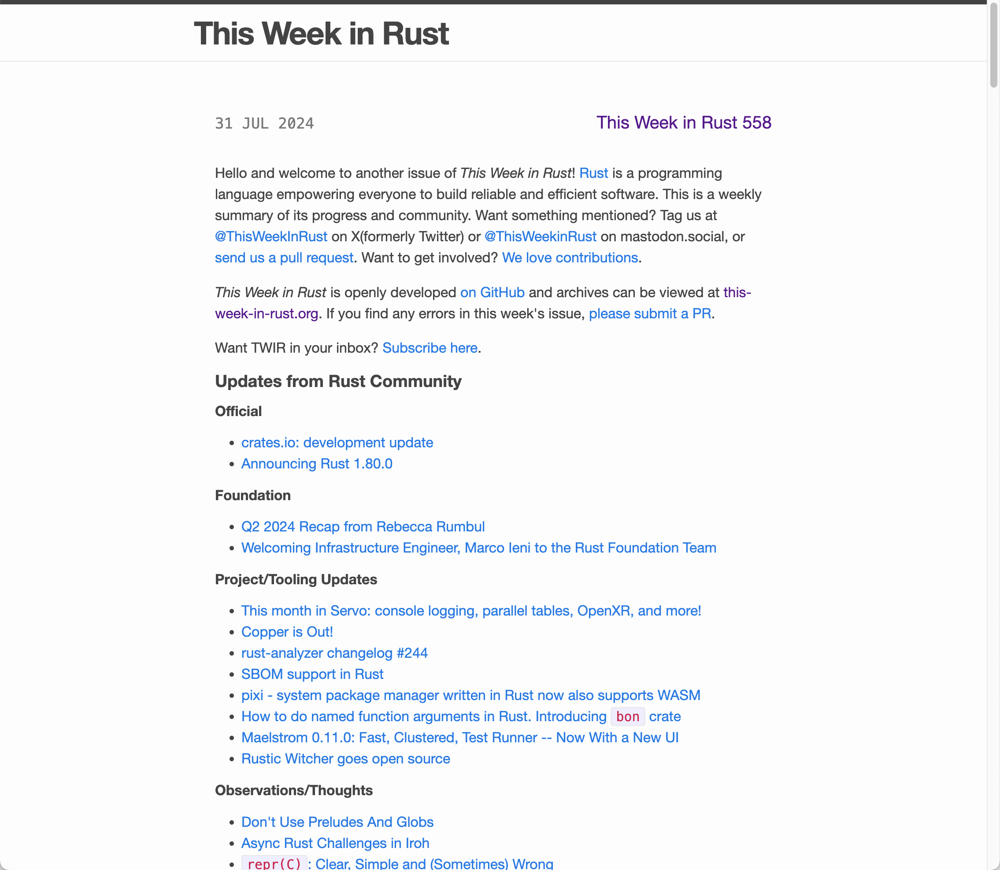 This Week in Rust
31 JUL 2024
This Week in Rust 558
Hello and welcome to another issue of This Week in Rust! Rust is a programming
language empowering everyone to build reliable and efficient software. This is a weekly
summary of its progress and community. Want something mentioned? Tag us at
@ThisWeekInRust on X(formerly Twitter) or @ThisWeekinRust on mastodon.social, or
send us a pull request. Want to get involved? We love contributions.
This Week in Rust is openly developed on GitHub and archives can be viewed at this-
week-in-rust.org. If you find any errors in this week's issue, please submit a PR.
Want TWIR in your inbox? Subscribe here.
Updates from Rust Community
Official
• crates.io: development update
• Announcing Rust 1.80.0
Foundation
• Q2 2024 Recap from Rebecca Rumbul
• Welcoming Infrastructure Engineer, Marco Ieni to the Rust Foundation Team
Project/Tooling Updates
• This month in Servo: console logging, parallel tables, OpenXR, and more!
• Copper is Out!
• rust-analyzer changelog #244
• SBOM support in Rust
• pixi - system package manager written in Rust now also supports WASM
• How to do named function arguments in Rust. Introducing bon crate
• Maelstrom 0.11.0: Fast, Clustered, Test Runner -- Now With a New UI
• Rustic Witcher goes open source
Observations/Thoughts
• Don't Use Preludes And Globs
• Async Rust Challenges in Iroh
• repr(C): Clear, Simple and (Sometimes) Wrong